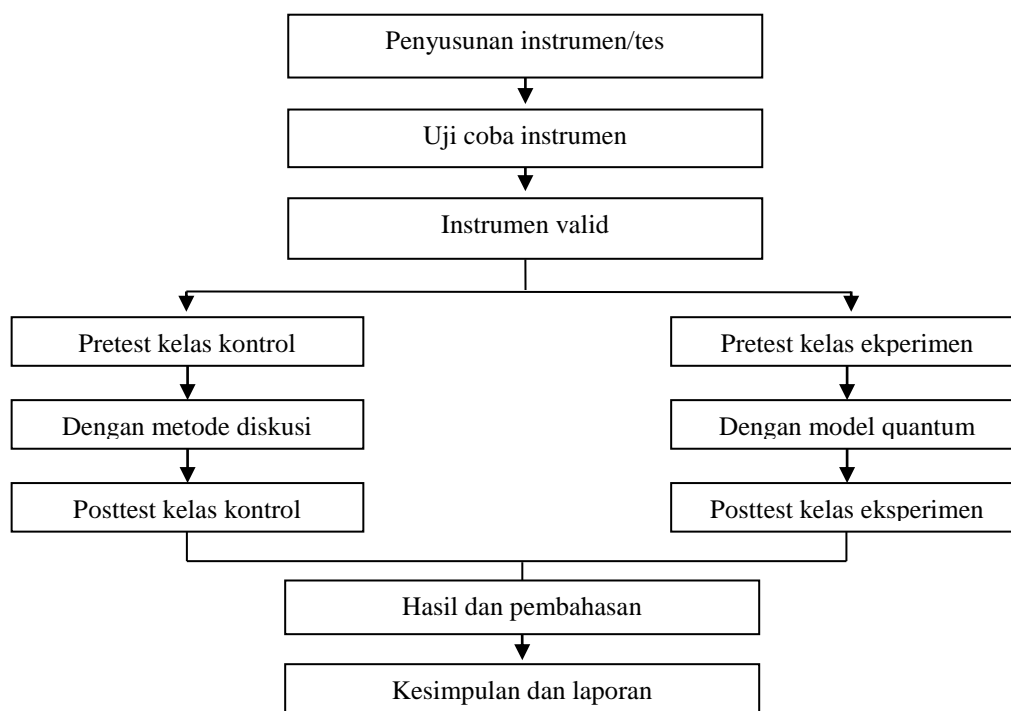 Penyusunan instrumen/tes
Uji coba instrumen
Instrumen valid
Pretest kelas kontrol
Pretest kelas ekperimen
Dengan metode diskusi
Dengan model quantum
Posttest kelas kontrol
Posttest kelas eksperimen
Hasil dan pembahasan
Kesimpulan dan laporan